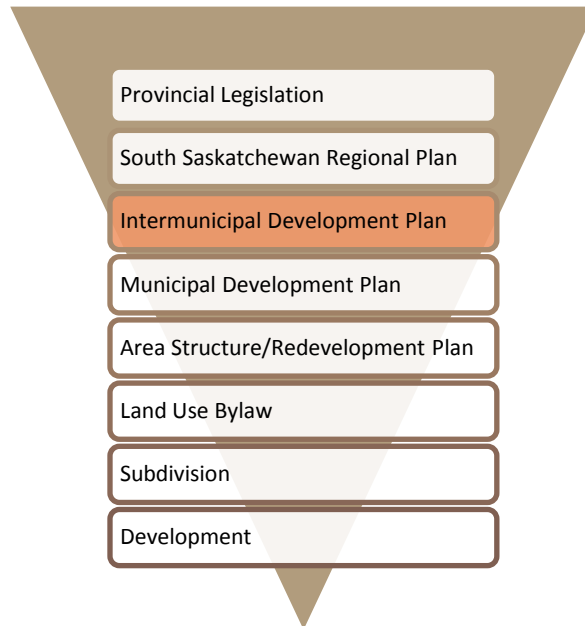 Provincial Legislation
South Saskatchewan Regional Plan
Intermunicipal Development Plan
Municipal Development Plan
Area Structure/Redevelopment Plan
Land Use Bylaw
Subdivision
Development